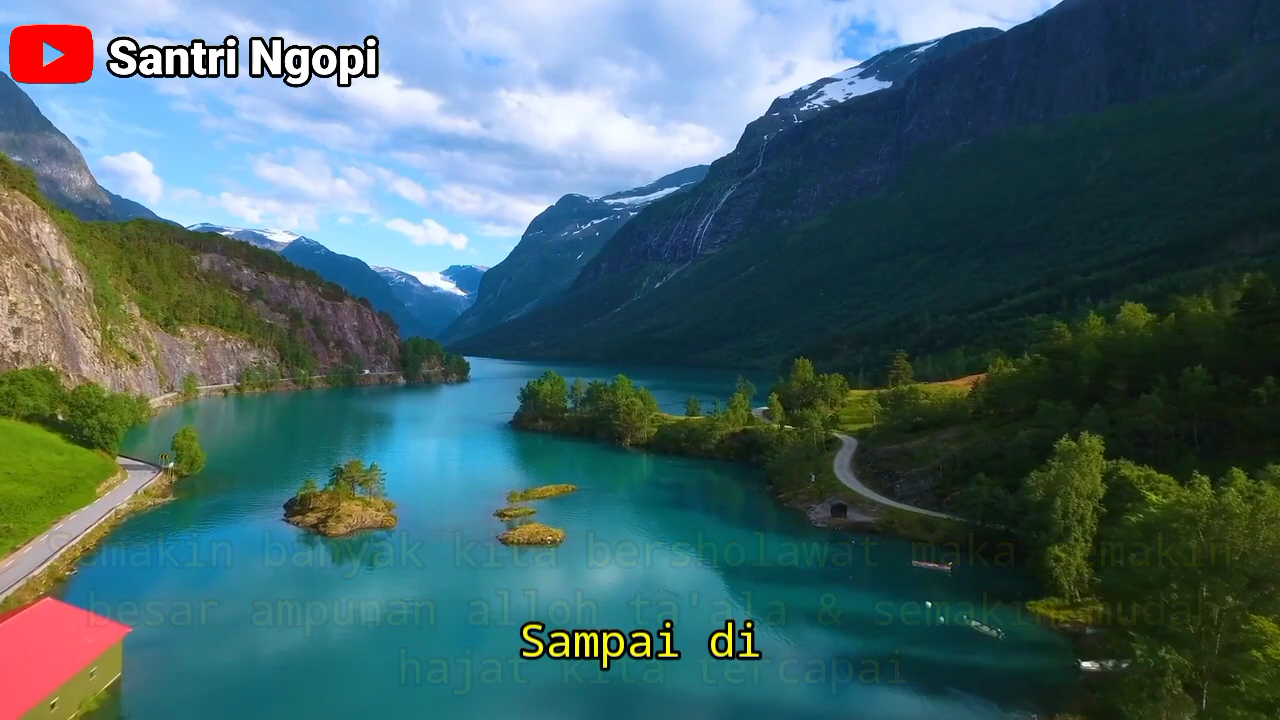 Santri Ngopi
Semakin banyak kita bersholawat maka semakin
besar ampunan alloh ta'ala & semakin mudah
Sampai di
hajat kita tercapai